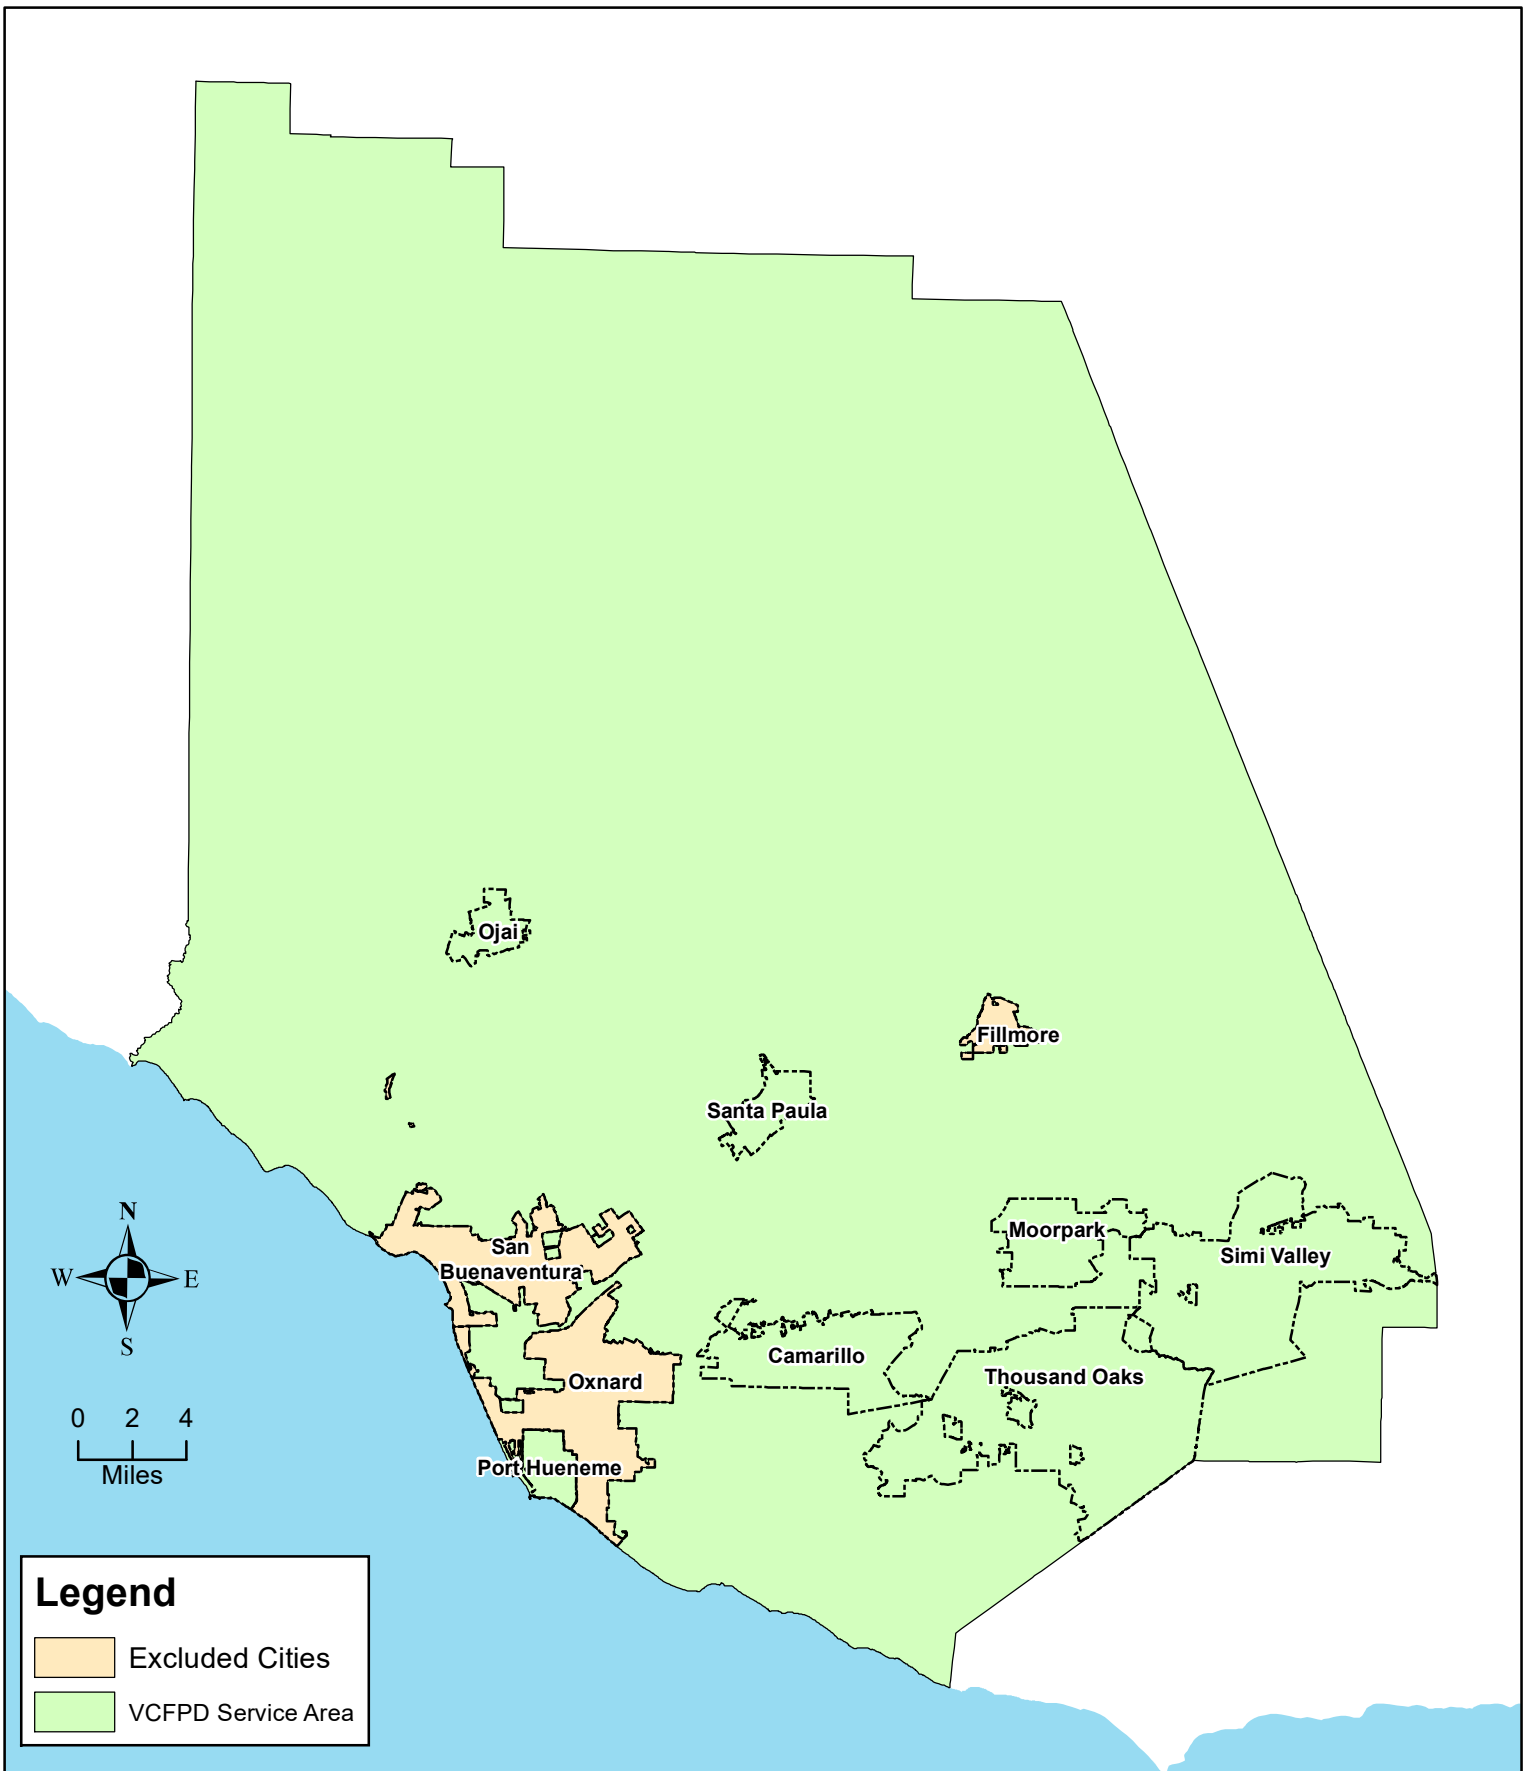 Ojai
Fillmore
Santa Paula
Moorpark
San
Buenaventura
Simi Valley
Camarillo
Thousand Oaks
Oxnard
Port Hueneme
N
W
E
S
0 2 4
Miles
Legend
Excluded Cities
VCFPD Service Area